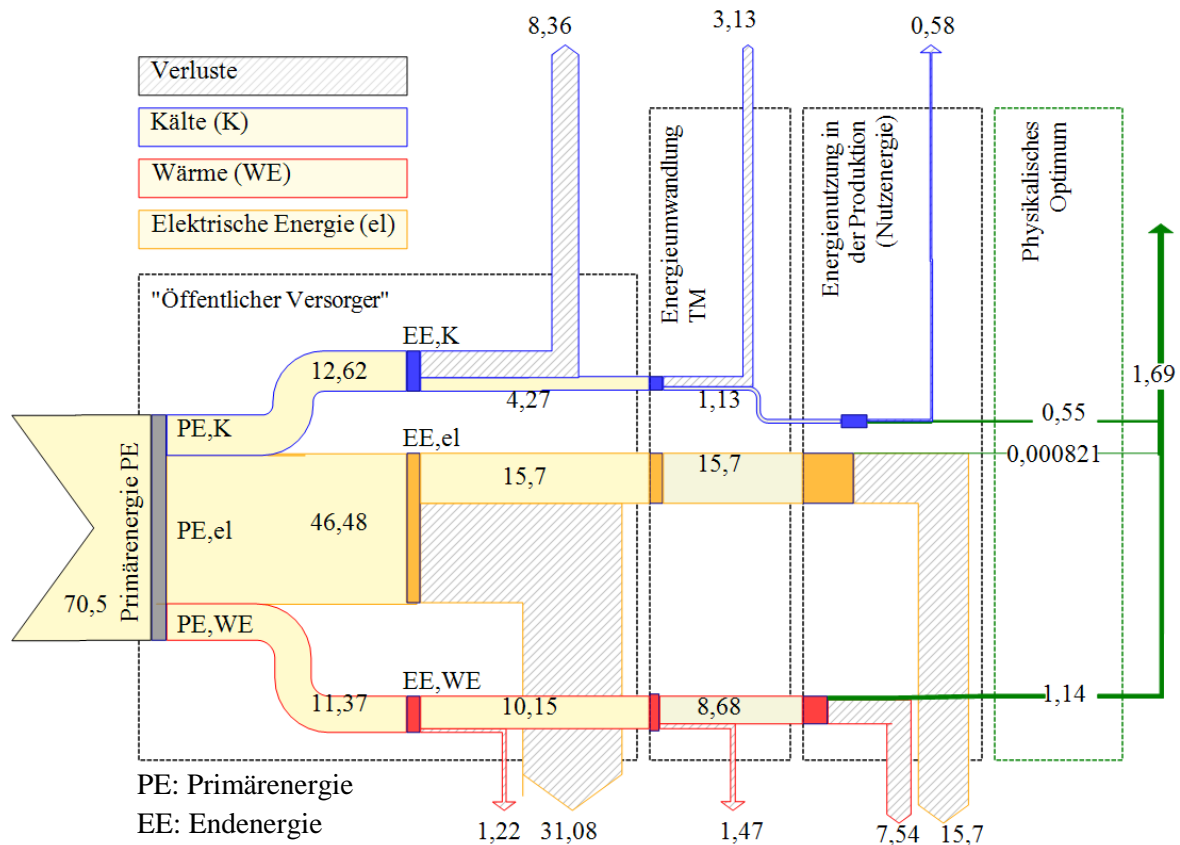 8,36
3,13
0,58
Verluste
Kälte (K)
Wärme (WE)
Elektrische Energie (el)
Energieumwandlung
TM
Energienutzung in
der Produktion
(Nutzenergie)
Physikalisches
Optimum
"Öffentlicher Versorger"
EE,K
12,62
4,27
1,13
1,69
0,55
0,000821
PE,K
EE,el
15,7
15,7
Primärenergie PE
PE,el
46,48
70,5
PE,WE
EE,WE
11,37
10,15
8,68
1,14
PE: Primärenergie
EE: Endenergie
1,22
31,08
1,47
7,54
15,7